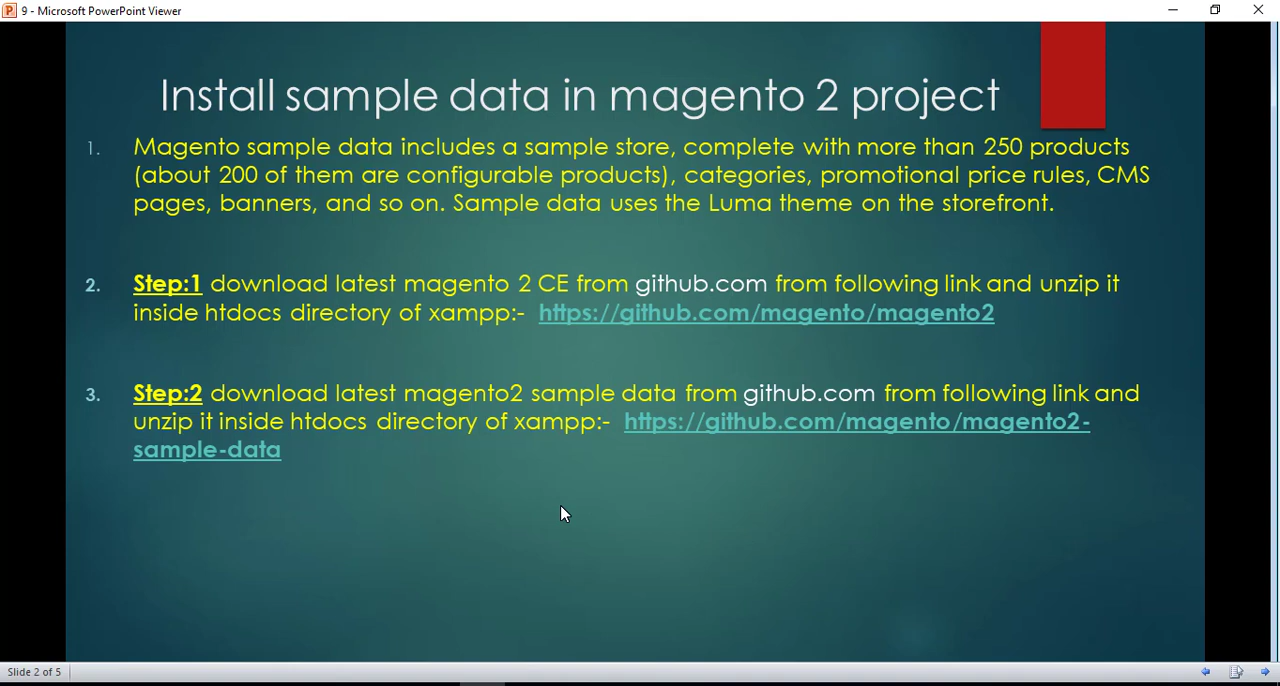 9 - Microsoft PowerPoint Viewer
Install sample data in magento 2 project
1. Magento sample data includes a sample store, complete with more than 250 products
(about 200 of them are configurable products), categories, promotional price rules, CMS
pages, banners, and so on. Sample data uses the Luma theme on the storefront.
2. Step:1 download latest magento 2 CE from github.com from following link and unzip it
inside htdocs directory of xampp:- https://github.com/magento/magento2
3. Step:2 download latest magento2 sample data from github.com from following link and
unzip it inside htdocs directory of xampp:- https://github.com/magento/magento2-
sample-data
Slide 2 of 5